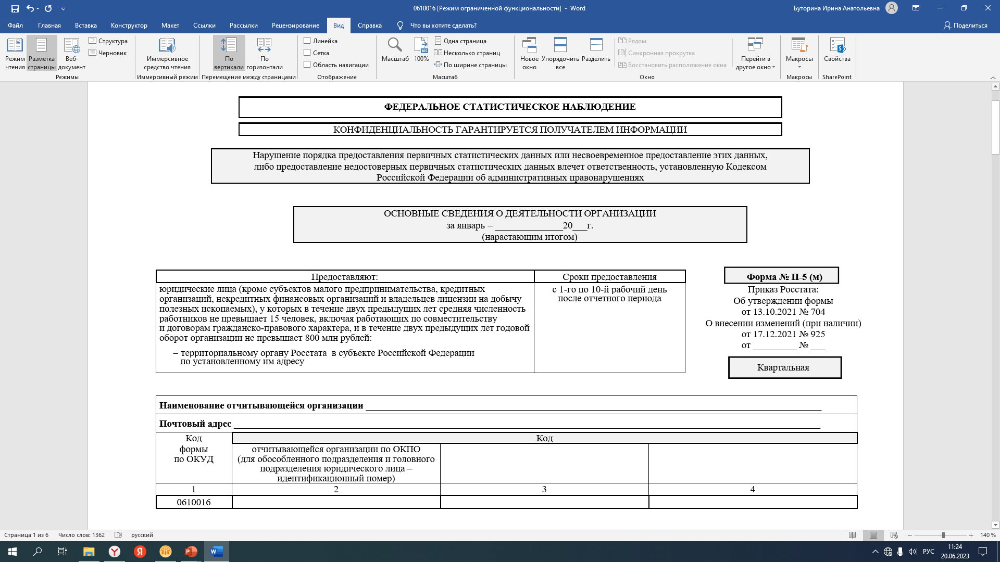 0610016 [Режим ограниченной функциональности] - Word
Буторина Ирина Анатольевна
Файл Главная Вставка Конструктор Макет Ссылки Рассылки Рецензирование Вид Справка Что вы хотите сделать? Поделиться
Режим чтения
Разметка страницы
Веб-документ
Структура
Черновик
Режимы
Иммерсивное средство чтения
Иммерсивный режим
По вертикали
По горизонтали
Перемещение между страницами
Линейка
Сетка
Область навигации
Отображение
Масштаб
100%
100
Одна страница
Несколько страниц
По ширине страницы
Масштаб
Новое окно
Упорядочить все
Разделить
Рядом
Синхронная прокрутка
Восстановить расположение окна
Перейти в другое окно
Окно
Макросы
Макросы
Свойства
SharePoint
ФЕДЕРАЛЬНОЕ СТАТИСТИЧЕСКОЕ НАБЛЮДЕНИЕ
КОНФИДЕНЦИАЛЬНОСТЬ ГАРАНТИРУЕТСЯ ПОЛУЧАТЕЛЕМ ИНФОРМАЦИИ
Нарушение порядка предоставления первичных статистических данных или несвоевременное предоставление этих данных,
либо предоставление недостоверных первичных статистических данных влечет ответственность, установленную Кодексом
Российской Федерации об административных правонарушениях
ОСНОВНЫЕ СВЕДЕНИЯ О ДЕЯТЕЛЬНОСТИ ОРГАНИЗАЦИИ
за январь – ______________20___г.
(нарастающим итогом)
Предоставляют:
Сроки предоставления
юридические лица (кроме субъектов малого предпринимательства, кредитных
организаций, некредитных финансовых организаций и владельцев лицензии на добычу
полезных ископаемых), у которых в течение двух предыдущих лет средняя численность
работников не превышает 15 человек, включая работающих по совместительству
и договорам гражданско-правового характера, и в течение двух предыдущих лет годовой
оборот организации не превышает 800 млн рублей:
– территориальному органу Росстата в субъекте Российской Федерации
по установленному им адресу
с 1-го по 10-й рабочий день
после отчетного периода
Форма № П-5 (м)
Приказ Росстата:
Об утверждении формы
от 13.10.2021 № 704
О внесении изменений (при наличии)
от 17.12.2021 № 925
от _________ № ___
Квартальная
Наименование отчитывающейся организации ______________________
Почтовый адрес ______________________
Код
формы
по ОКУД
Код
отчитывающейся организации по ОКПО
(для обособленного подразделения и головного
подразделения юридического лица –
идентификационный номер)
1 2 3 4
0610016
Страница 1 из 6 Число слов: 1362 русский
140 %
РУС
11:24
20.06.2023